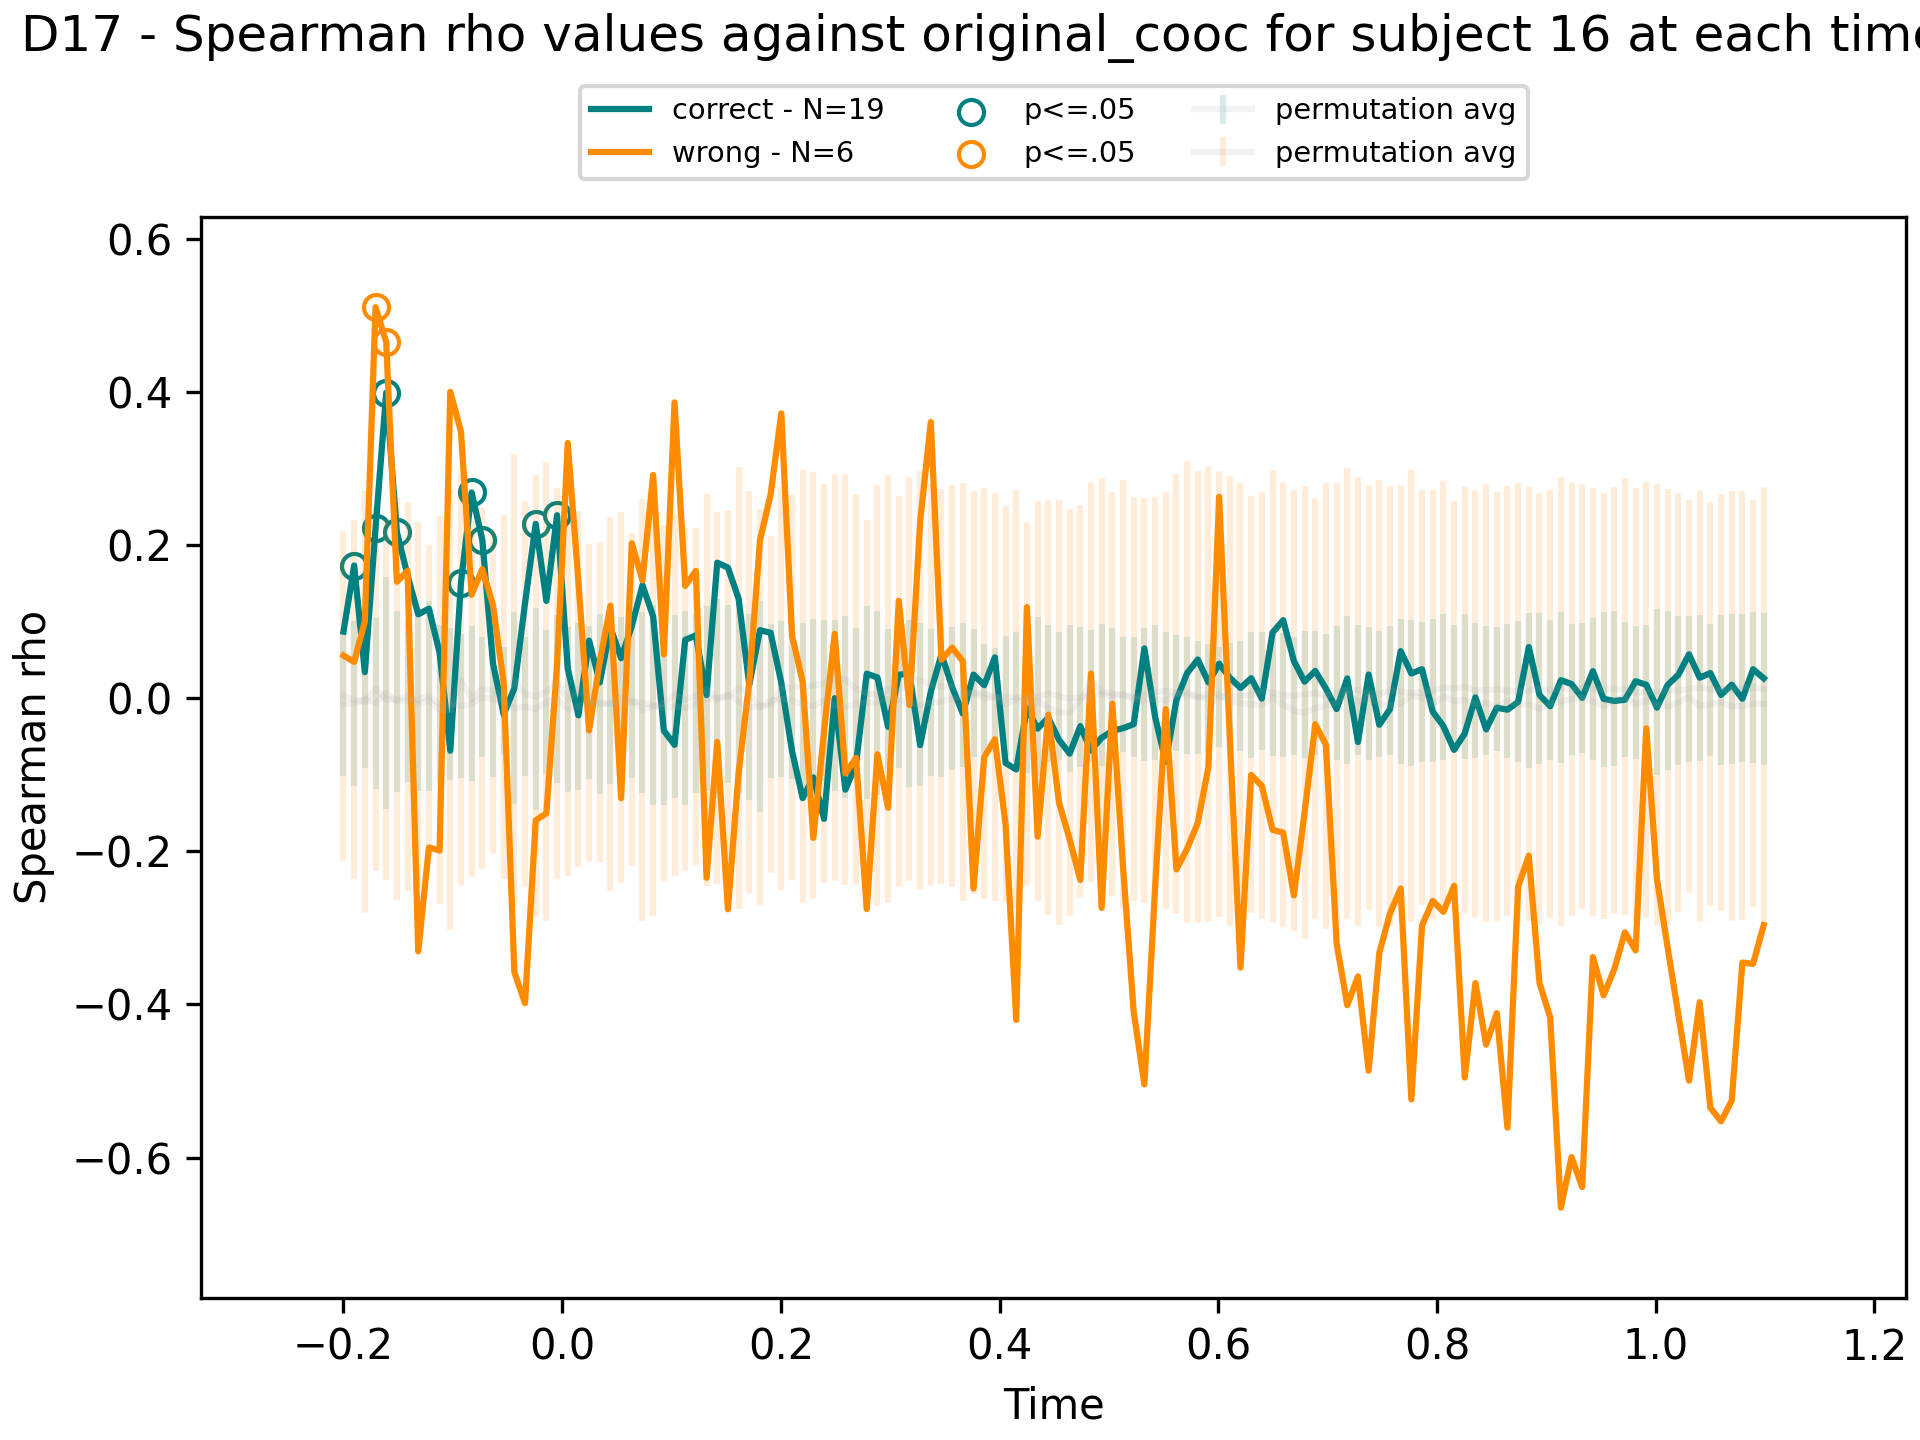 D17 - Spearman rho values against original_cooc for subject 16 at each time
correct - N=19 p<=.05 permutation avg
wrong - N=6 p<=.05 permutation avg
0.6
0.4
0.2
0.0
−0.2
−0.4
−0.6
Spearman rho
−0.2 0.0 0.2 0.4 0.6 0.8 1.0 1.2
Time